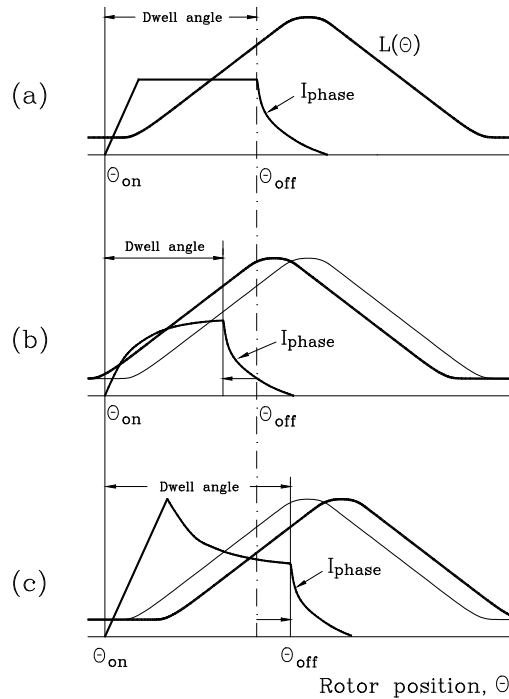 Dwell angle
L(Θ)
(a)
Iphase
Θon
Θoff
Dwell angle
(b)
Iphase
Θon
Θoff
Dwell angle
(c)
Iphase
Θon
Θoff
Rotor position, Θ